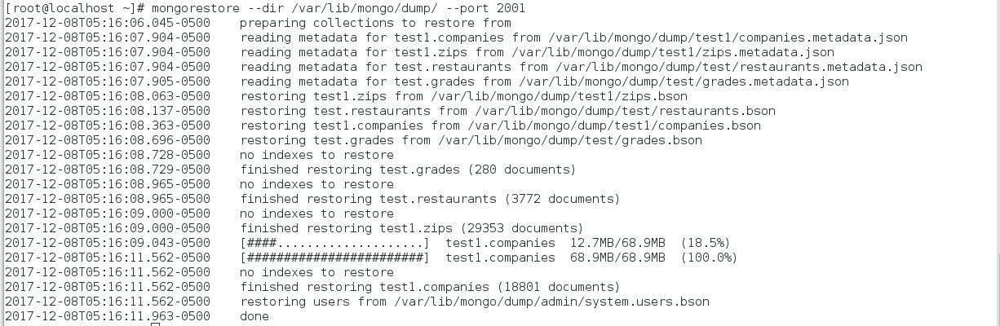 [root@localhost ~]# mongorestore --dir /var/lib/mongo/dump/ --port 2001
2017-12-08T05:16:06.045-0500    preparing collections to restore from
2017-12-08T05:16:07.904-0500    reading metadata for test1.companies from /var/lib/mongo/dump/test1/companies.metadata.json
2017-12-08T05:16:07.904-0500    reading metadata for test1.zips from /var/lib/mongo/dump/test1/zips.metadata.json
2017-12-08T05:16:07.904-0500    reading metadata for test.restaurants from /var/lib/mongo/dump/test/restaurants.metadata.json
2017-12-08T05:16:07.905-0500    reading metadata for test.grades from /var/lib/mongo/dump/test/grades.metadata.json
2017-12-08T05:16:08.063-0500    restoring test1.zips from /var/lib/mongo/dump/test1/zips.bson
2017-12-08T05:16:08.137-0500    restoring test.restaurants from /var/lib/mongo/dump/test/restaurants.bson
2017-12-08T05:16:08.363-0500    restoring test1.companies from /var/lib/mongo/dump/test1/companies.bson
2017-12-08T05:16:08.696-0500    restoring test.grades from /var/lib/mongo/dump/test/grades.bson
2017-12-08T05:16:08.728-0500    no indexes to restore
2017-12-08T05:16:08.729-0500    finished restoring test.grades (280 documents)
2017-12-08T05:16:08.965-0500    no indexes to restore
2017-12-08T05:16:08.965-0500    finished restoring test.restaurants (3772 documents)
2017-12-08T05:16:09.000-0500    no indexes to restore
2017-12-08T05:16:09.000-0500    finished restoring test1.zips (29353 documents)
2017-12-08T05:16:09.043-0500    [####....................]  test1.companies  12.7MB/68.9MB  (18.5%)
2017-12-08T05:16:11.562-0500    [########################]  test1.companies  68.9MB/68.9MB  (100.0%)
2017-12-08T05:16:11.562-0500    no indexes to restore
2017-12-08T05:16:11.562-0500    finished restoring test1.companies (18801 documents)
2017-12-08T05:16:11.562-0500    restoring users from /var/lib/mongo/dump/admin/system.users.bson
2017-12-08T05:16:11.963-0500    done